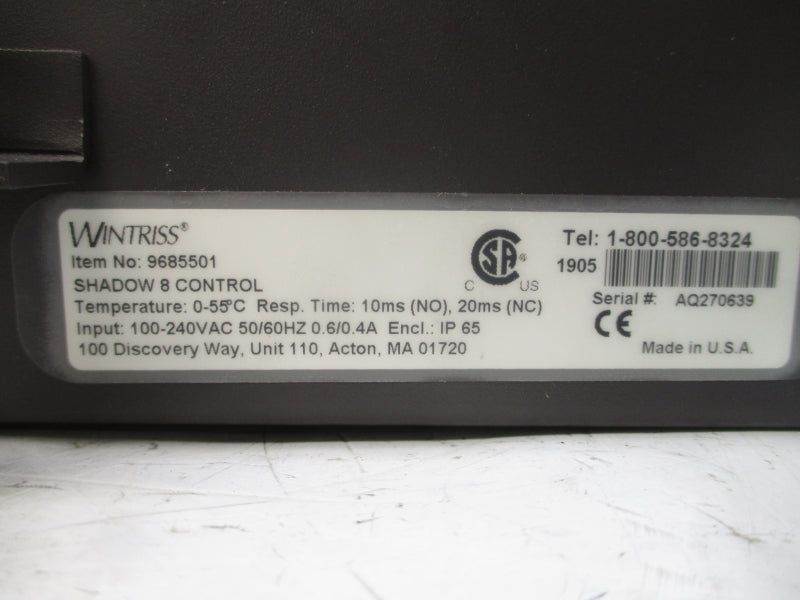 WINTRISS®
Item No: 9685501
SHADOW 8 CONTROL
Temperature: 0-55°C Resp. Time: 10ms (NO), 20ms (NC)
Input: 100-240VAC 50/60HZ 0.6/0.4A Encl.: IP 65
100 Discovery Way, Unit 110, Acton, MA 01720
CSA®
C US
Tel: 1-800-586-8324
1905
Serial #: AQ270639
CE
Made in U.S.A.